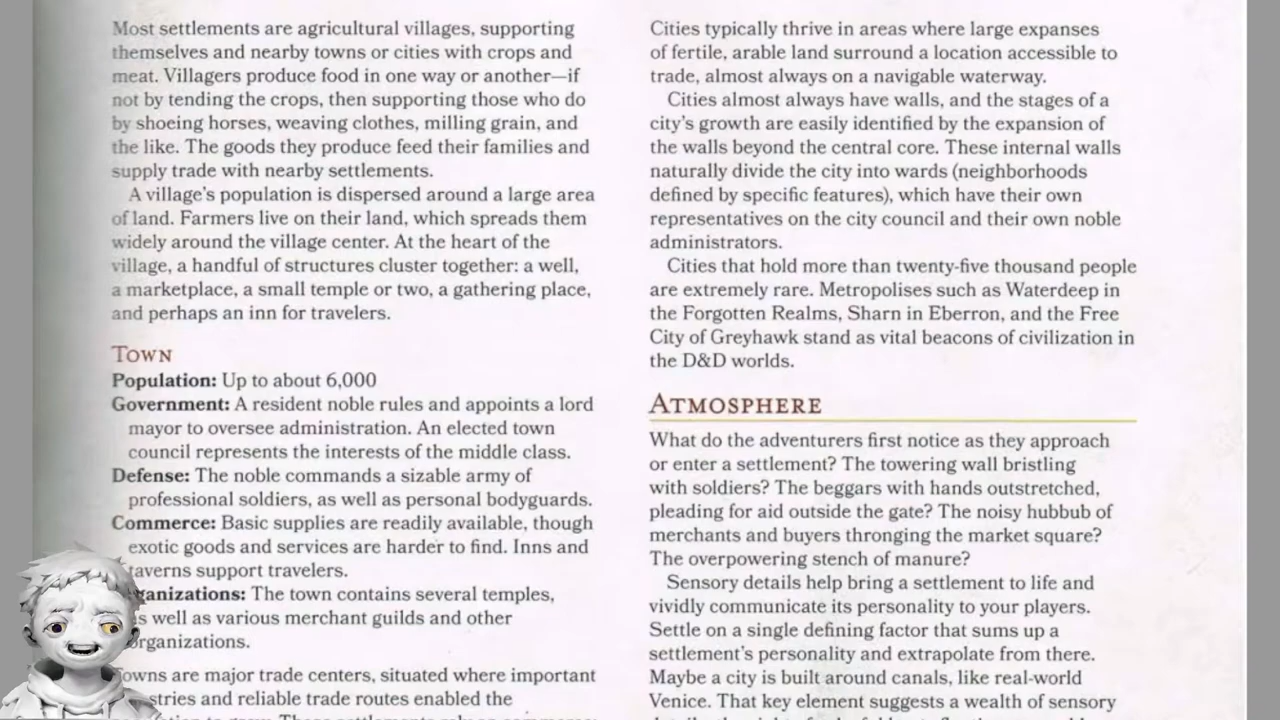 Most settlements are agricultural villages, supporting
themselves and nearby towns or cities with crops and
meat. Villagers produce food in one way or another—if
not by tending the crops, then supporting those who do
by shoeing horses, weaving clothes, milling grain, and
the like. The goods they produce feed their families and
supply trade with nearby settlements.
A village's population is dispersed around a large area
of land. Farmers live on their land, which spreads them
widely around the village center. At the heart of the
village, a handful of structures cluster together: a well,
a marketplace, a small temple or two, a gathering place,
and perhaps an inn for travelers.
TOWN
Population: Up to about 6,000
Government: A resident noble rules and appoints a lord
mayor to oversee administration. An elected town
council represents the interests of the middle class.
Defense: The noble commands a sizable army of
professional soldiers, as well as personal bodyguards.
Commerce: Basic supplies are readily available, though
exotic goods and services are harder to find. Inns and
taverns support travelers.
ganizations: The town contains several temples,
s well as various merchant guilds and other
organizations.
Towns are major trade centers, situated where important
stries and reliable trade routes enabled the
Cities typically thrive in areas where large expanses
of fertile, arable land surround a location accessible to
trade, almost always on a navigable waterway.
Cities almost always have walls, and the stages of a
city's growth are easily identified by the expansion of
the walls beyond the central core. These internal walls
naturally divide the city into wards (neighborhoods
defined by specific features), which have their own
representatives on the city council and their own noble
administrators.
Cities that hold more than twenty-five thousand people
are extremely rare. Metropolises such as Waterdeep in
the Forgotten Realms, Sharn in Eberron, and the Free
City of Greyhawk stand as vital beacons of civilization in
the D&D worlds.
ATMOSPHERE
What do the adventurers first notice as they approach
or enter a settlement? The towering wall bristling
with soldiers? The beggars with hands outstretched,
pleading for aid outside the gate? The noisy hubbub of
merchants and buyers thronging the market square?
The overpowering stench of manure?
Sensory details help bring a settlement to life and
vividly communicate its personality to your players.
Settle on a single defining factor that sums up a
settlement's personality and extrapolate from there.
Maybe a city is built around canals, like real-world
Venice. That key element suggests a wealth of sensory